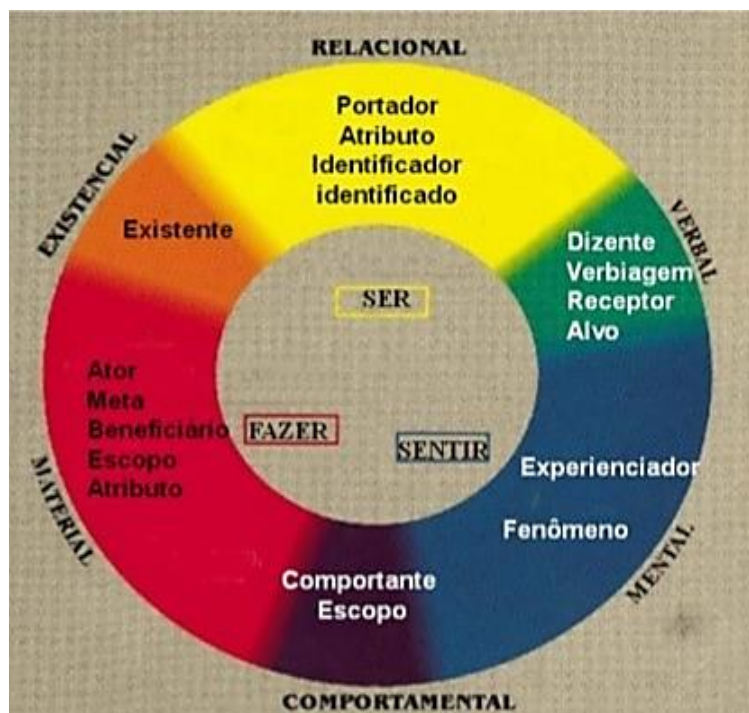 RELACIONAL
Portador
Atributo
Identificador
identificado
EXISTENCIAL
Existente
VERBAL
Dizente
Verbiagem
Receptor
Alvo
SER
Ator
Meta
Beneficiário
Escopo
Atributo
FAZER
SENTIR
Experienciador
Fenômeno
MATERIAL
MENTAL
Comportante
Escopo
COMPORTAMENTAL